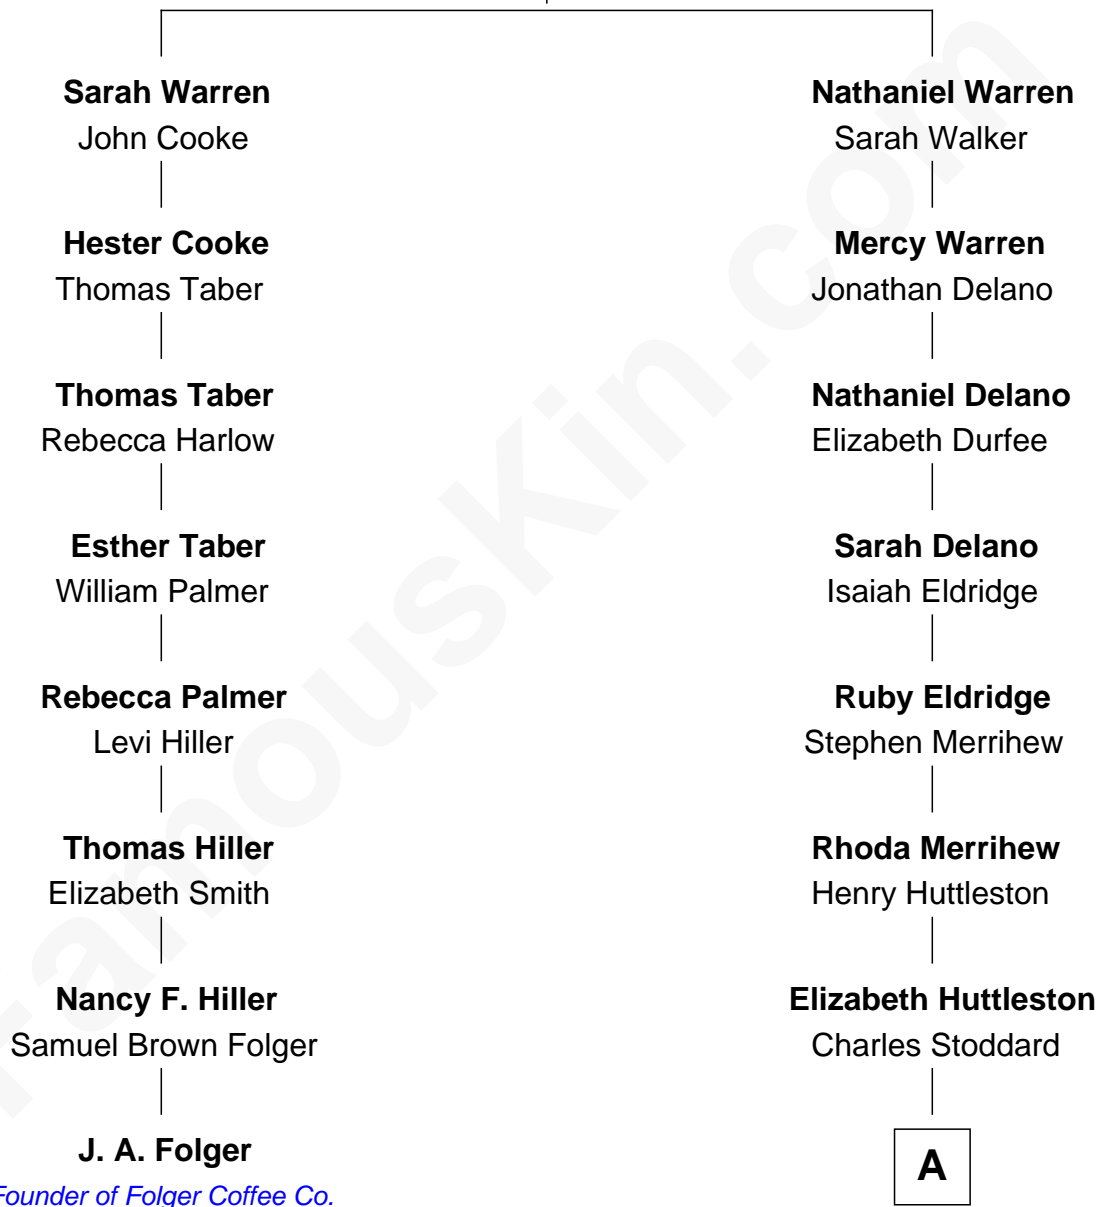 Sarah Warren
John Cooke
Hester Cooke
Thomas Taber
Thomas Taber
Rebecca Harlow
Esther Taber
William Palmer
Rebecca Palmer
Levi Hiller
Thomas Hiller
Elizabeth Smith
Nancy F. Hiller
Samuel Brown Folger
J. A. Folger
Founder of Folger Coffee Co.
Nathaniel Warren
Sarah Walker
Mercy Warren
Jonathan Delano
Nathaniel Delano
Elizabeth Durfee
Sarah Delano
Isaiah Eldridge
Ruby Eldridge
Stephen Merrihew
Rhoda Merrihew
Henry Huttleston
Elizabeth Huttleston
Charles Stoddard
A
FamousKin.com